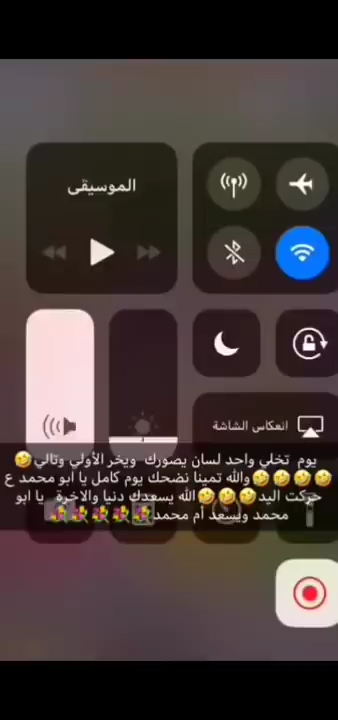 الموسيقى
انعكاس الشاشة
يوم تخلي واحد لسان يصورك ويخر الأولي وتالي🤣
🤣🤣🤣🤣والله تمينا نضحك يوم كامل يا ابو محمد ع
حركت اليد🤣🤣🤣الله يسعدك دنيا والاخرة يا ابو
محمد ويسعد أم محمد💐💐💐💐💐